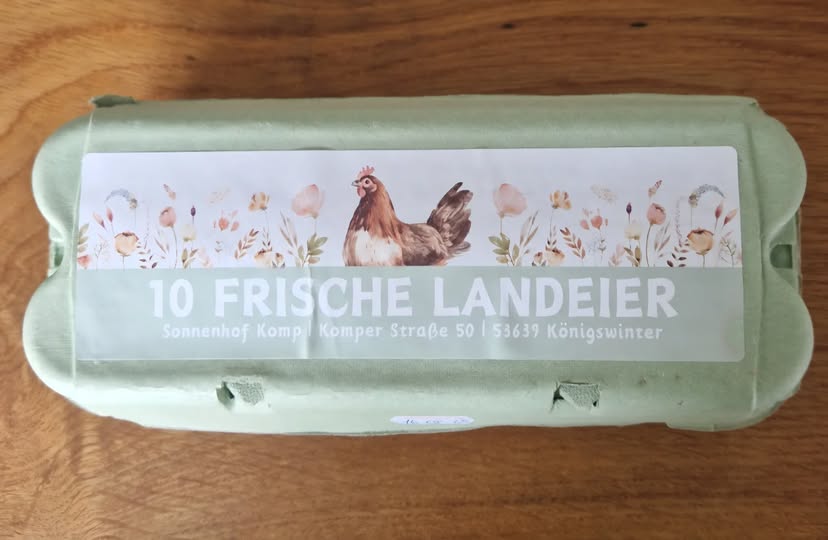 10 FRISCHE LANDEIER
Sonnenhof Komp | Komper Straße 50 | 53639 Königswinter